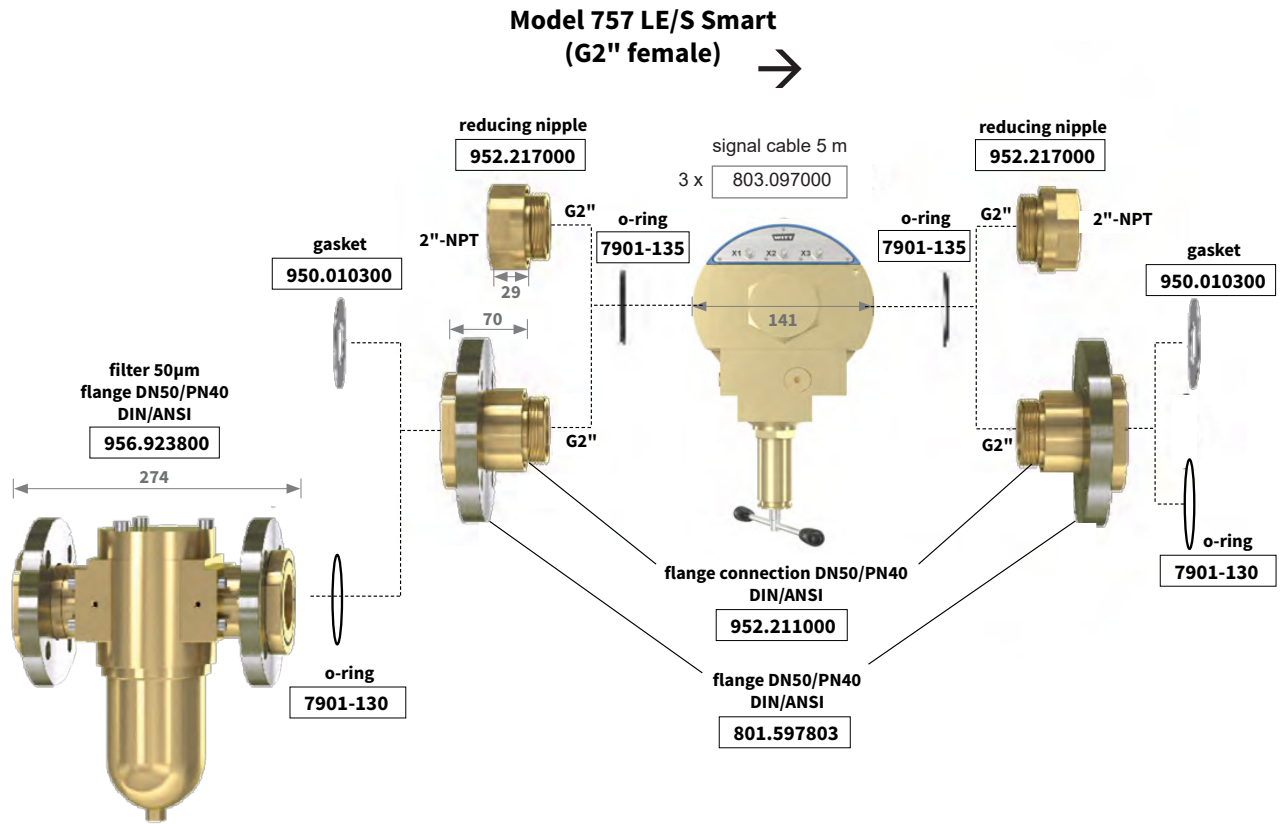 Model 757 LE/S Smart
(G2" female)
reducing nipple
952.217000
signal cable 5 m
3 x 803.097000
reducing nipple
952.217000
G2"
2"-NPT
29
o-ring
7901-135
o-ring
7901-135
G2"
2"-NPT
gasket
950.010300
gasket
950.010300
WITT
X1 X2 X3
141
70
G2"
G2"
filter 50µm
flange DN50/PN40
DIN/ANSI
956.923800
274
o-ring
7901-130
o-ring
7901-130
flange connection DN50/PN40
DIN/ANSI
952.211000
flange DN50/PN40
DIN/ANSI
801.597803